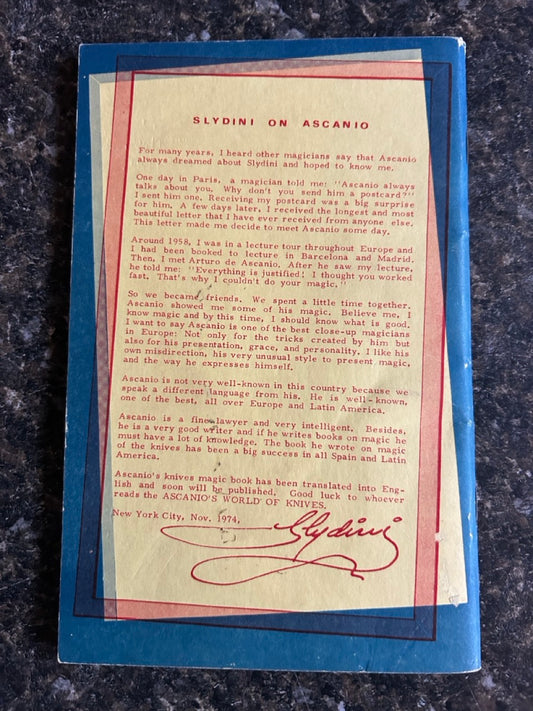 SLYDINI ON ASCANIO
For many years, I heard other magicians say that Ascanio
always dreamed about Slydini and hoped to know me.
One day in Paris, a magician told me: "Ascanio always
talks about you. Why don't you send him a postcard?"
I sent him one. Receiving my postcard was a big surprise
for him. A few days later, I received the longest and most
beautiful letter that I have ever received from anyone else.
This letter made me decide to meet Ascanio some day.
Around 1958, I was in a lecture tour throughout Europe and
I had been booked to lecture in Barcelona and Madrid.
Then, I met Arturo de Ascanio. After he saw my lecture,
he told me: "Everything is justified! I thought you worked
fast. That's why I couldn't do your magic."
So we became friends. We spent a little time together.
Ascanio showed me some of his magic. Believe me, I
know magic and by this time, I should know what is good.
I want to say Ascanio is one of the best close-up magicians
in Europe: Not only for the tricks created by him but
also for his presentation, grace, and personality. I like his
own misdirection, his very unusual style to present magic,
and the way he expresses himself.
Ascanio is not very well-known in this country because we
speak a different language from his. He is well-known,
one of the best, all over Europe and Latin America.
Ascanio is a fine lawyer and very intelligent. Besides,
he is a very good writer and if he writes books on magic he
must have a lot of knowledge. The book he wrote on magic
of the knives has been a big success in all Spain and Latin
America.
Ascanio's knives magic book has been translated into Eng-
lish and soon will be published. Good luck to whoever
reads the ASCANIO'S WORLD OF KNIVES.
New York City, Nov. 1974,
Slydini